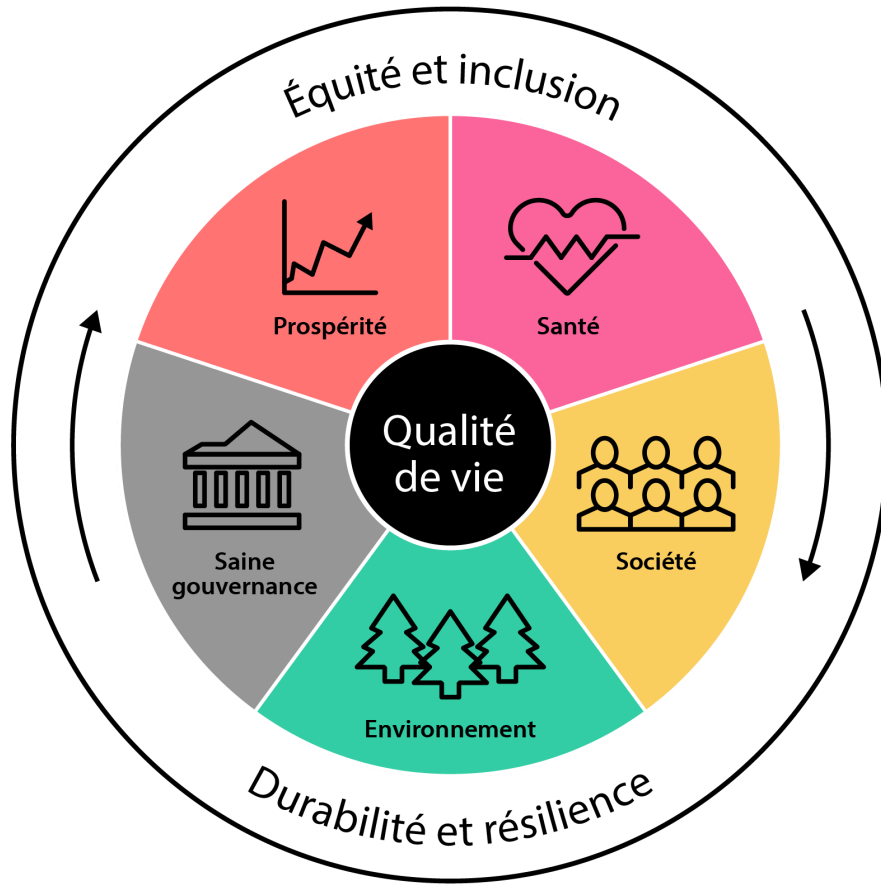 Équité et inclusion
Prospérité
Santé
Qualité
de vie
Saine
gouvernance
Société
Environnement
Durabilité et résilience